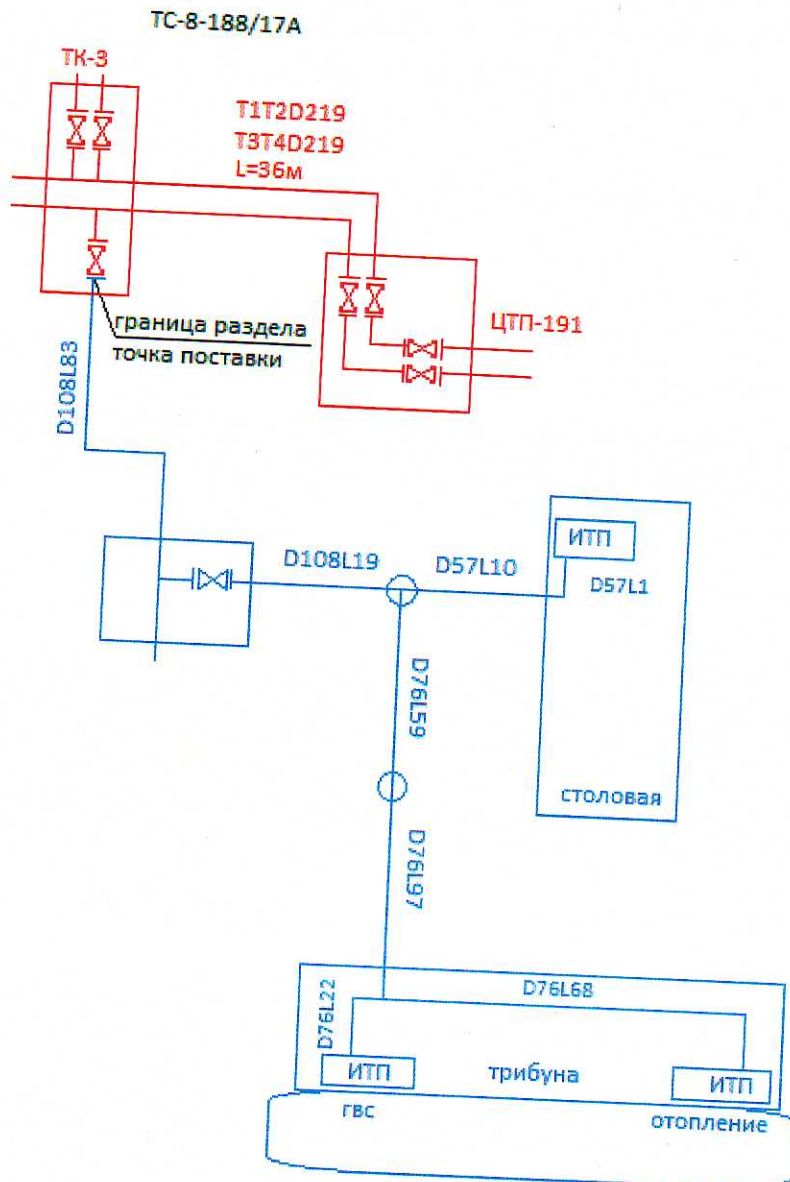 ТС-8-188/17А
ТК-3
Т1Т2D219
Т3Т4D219
L=36м
ЦТП-191
граница раздела
точка поставки
D108L83
D108L19
D57L10
ИТП
D57L1
D76L59
столовая
D76L97
D76L22
D76L68
ИТП
трибуна
ИТП
гвс
отопление